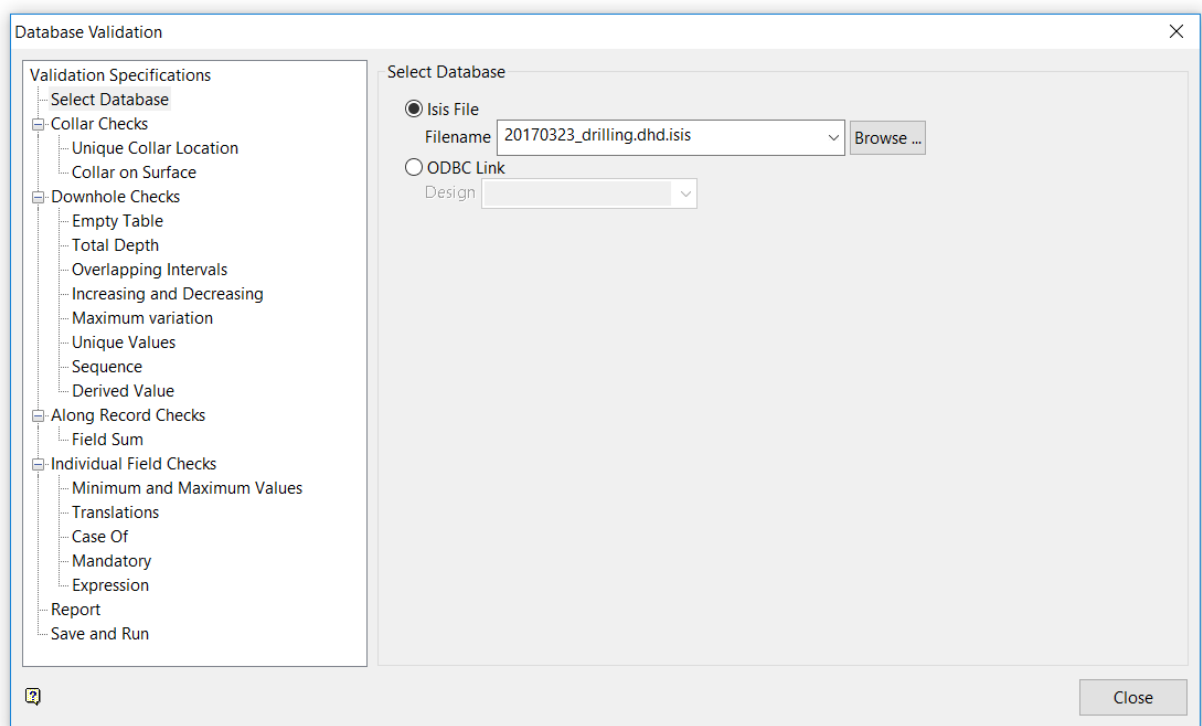 Database Validation
Validation Specifications
Select Database
Collar Checks
Unique Collar Location
Collar on Surface
Downhole Checks
Empty Table
Total Depth
Overlapping Intervals
Increasing and Decreasing
Maximum variation
Unique Values
Sequence
Derived Value
Along Record Checks
Field Sum
Individual Field Checks
Minimum and Maximum Values
Translations
Case Of
Mandatory
Expression
Report
Save and Run
Select Database
Isis File
Filename 20170323_drilling.dhd.isis Browse ...
ODBC Link
Design
?
Close